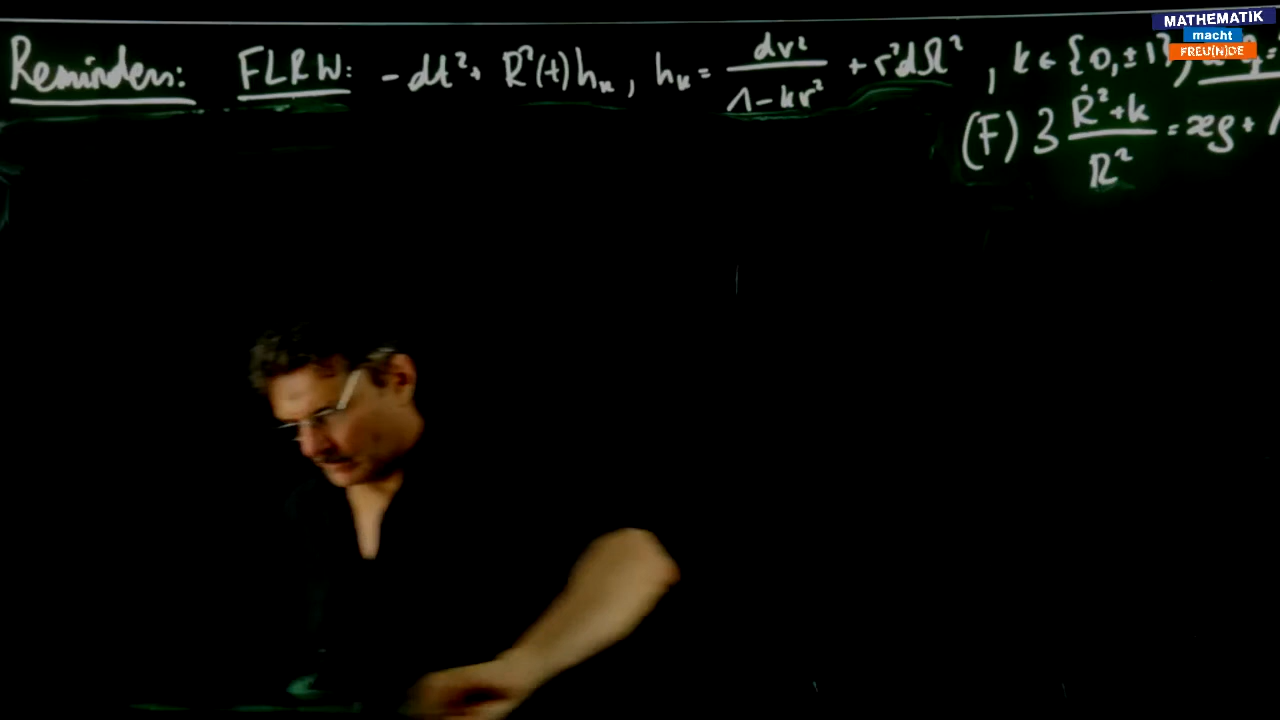 Reminders: FLRW: -dt²+ R²(t)hₖ, hₖ= dr²/1-kr² + r²dΩ², k∈{0,±1},
(F) 3 Ṙ²+k/R² = ϰϱ+
MATHEMATIK
macht
FREU(N)DE